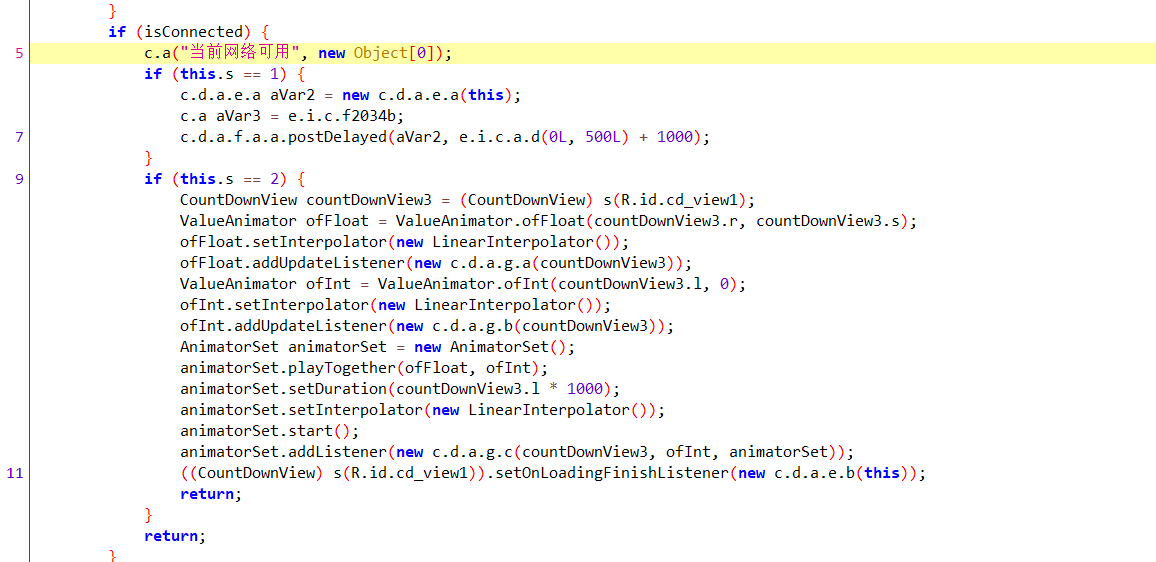 }
if (isConnected) {
5 c.a("当前网络可用", new Object[0]);
if (this.s == 1) {
c.d.a.e.a aVar2 = new c.d.a.e.a(this);
c.a aVar3 = e.i.c.f2034b;
7 c.d.a.f.a.a.postDelayed(aVar2, e.i.c.a.d(0L, 500L) + 1000);
}
9 if (this.s == 2) {
CountDownView countDownView3 = (CountDownView) s(R.id.cd_view1);
ValueAnimator ofFloat = ValueAnimator.ofFloat(countDownView3.r, countDownView3.s);
ofFloat.setInterpolator(new LinearInterpolator());
ofFloat.addUpdateListener(new c.d.a.g.a(countDownView3));
ValueAnimator ofInt = ValueAnimator.ofInt(countDownView3.l, 0);
ofInt.setInterpolator(new LinearInterpolator());
ofInt.addUpdateListener(new c.d.a.g.b(countDownView3));
AnimatorSet animatorSet = new AnimatorSet();
animatorSet.playTogether(ofFloat, ofInt);
animatorSet.setDuration(countDownView3.l * 1000);
animatorSet.setInterpolator(new LinearInterpolator());
animatorSet.start();
animatorSet.addListener(new c.d.a.g.c(countDownView3, ofInt, animatorSet));
11 ((CountDownView) s(R.id.cd_view1)).setOnLoadingFinishListener(new c.d.a.e.b(this));
return;
}
return;
}